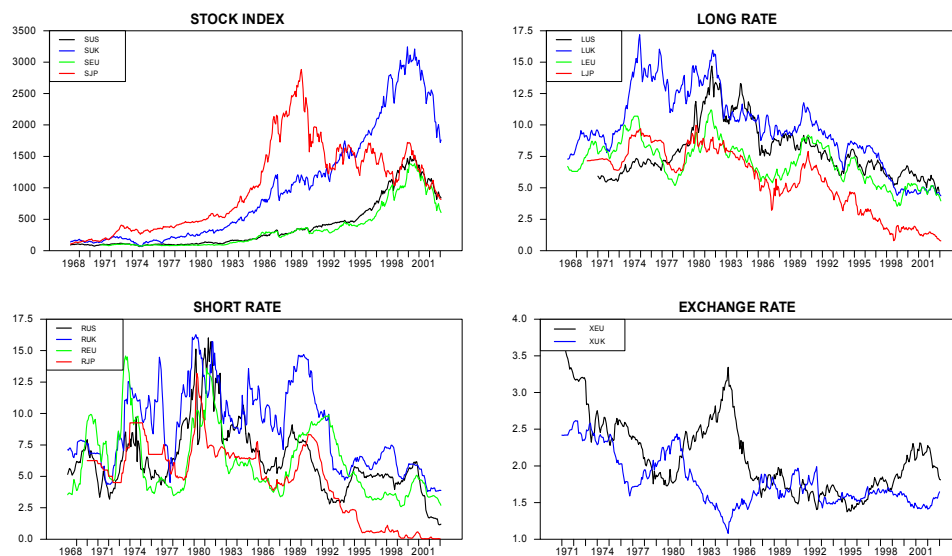 STOCK INDEX
3500
3000
2500
2000
1500
1000
500
0
SUS
SUK
SEU
SJP
1968 1971 1974 1977 1980 1983 1986 1989 1992 1995 1998 2001
LONG RATE
17.5
15.0
12.5
10.0
7.5
5.0
2.5
0.0
LUS
LUK
LEU
LJP
1968 1971 1974 1977 1980 1983 1986 1989 1992 1995 1998 2001
SHORT RATE
17.5
15.0
12.5
10.0
7.5
5.0
2.5
0.0
RUS
RUK
REU
RJP
1968 1971 1974 1977 1980 1983 1986 1989 1992 1995 1998 2001
EXCHANGE RATE
4.0
3.5
3.0
2.5
2.0
1.5
1.0
XEU
XUK
1971 1974 1977 1980 1983 1986 1989 1992 1995 1998 2001